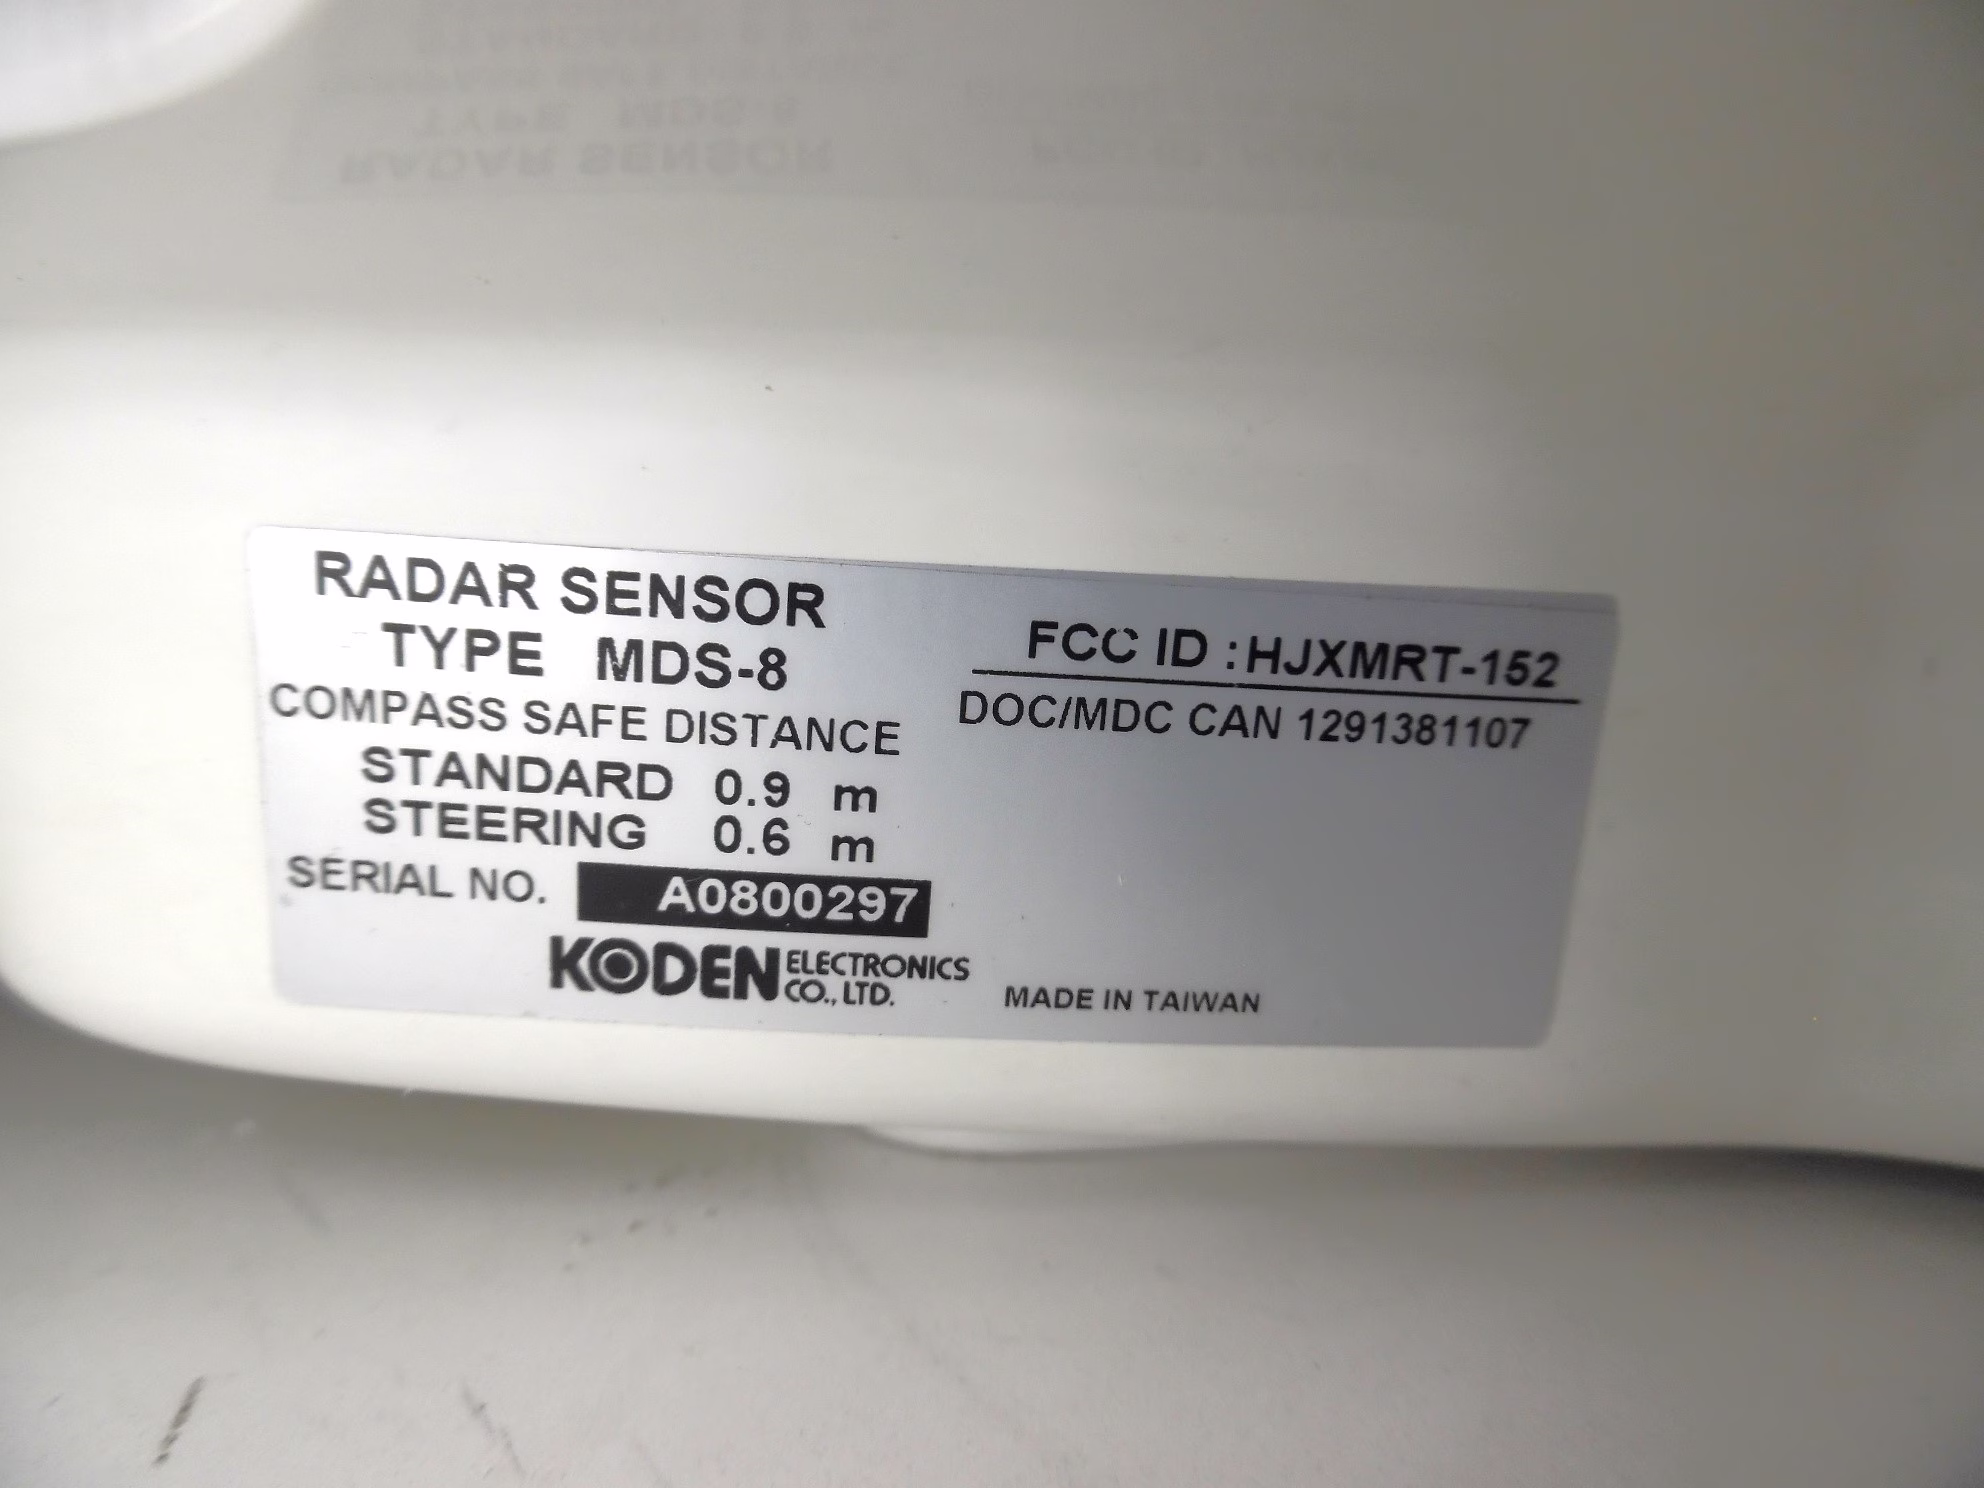 RADAR SENSOR
TYPE MDS-8
COMPASS SAFE DISTANCE
STANDARD 0.9 m
STEERING 0.6 m
SERIAL NO. A0800297
KODEN ELECTRONICS
CO., LTD.
FCC ID :HJXMRT-152
DOC/MDC CAN 1291381107
MADE IN TAIWAN